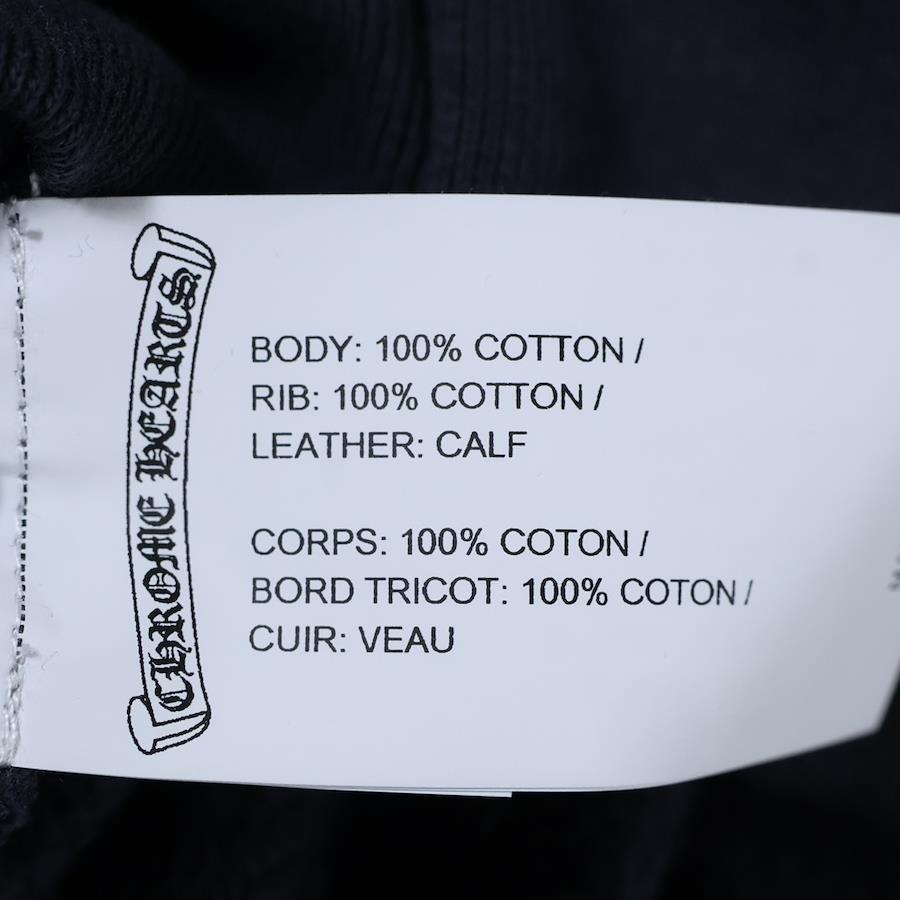 CHROME HEARTS
BODY: 100% COTTON /
RIB: 100% COTTON /
LEATHER: CALF
CORPS: 100% COTON /
BORD TRICOT: 100% COTON /
CUIR: VEAU